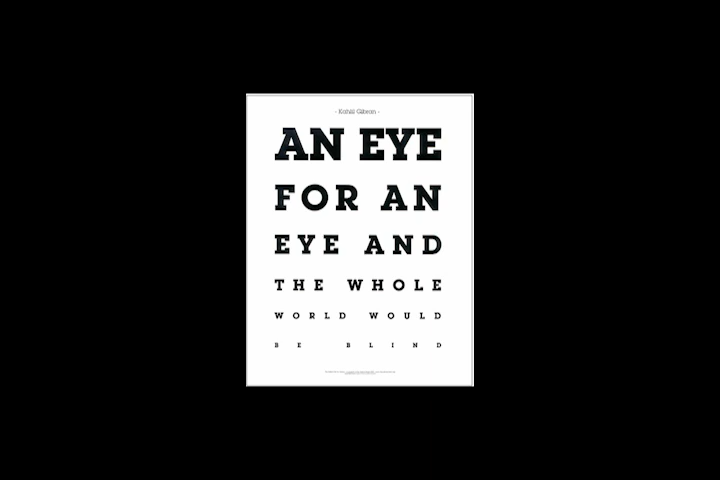 - Kahlil Gibran -
AN EYE
FOR AN
EYE AND
THE WHOLE
WORLD WOULD
BE BLIND